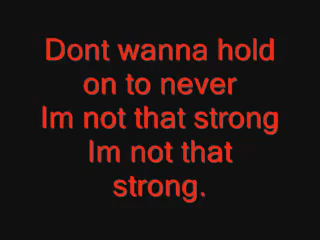 Dont wanna hold
on to never
Im not that strong
Im not that
strong.